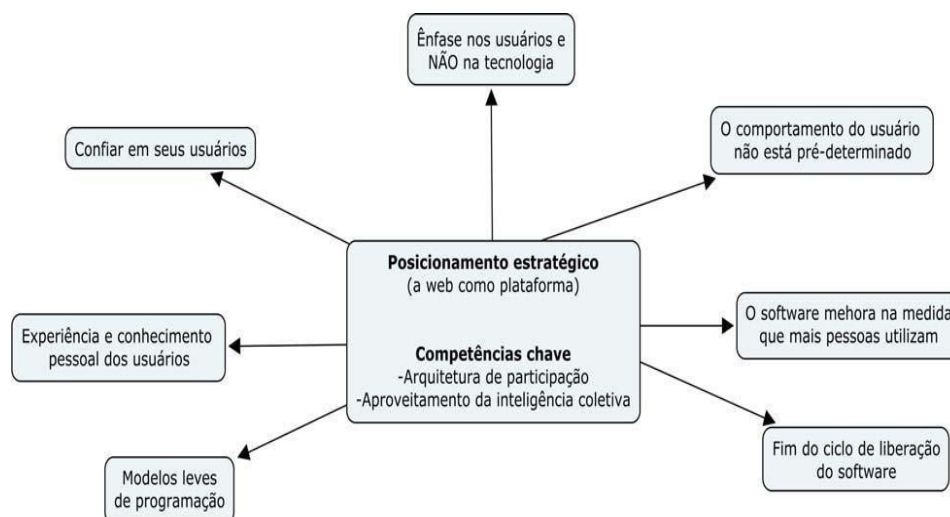 Ênfase nos usuários e
NÃO na tecnologia
Confiar em seus usuários
O comportamento do usuário
não está pré-determinado
Posicionamento estratégico
(a web como plataforma)
Competências chave
-Arquitetura de participação
-Aproveitamento da inteligência coletiva
Experiência e conhecimento
pessoal dos usuários
O software mehora na medida
que mais pessoas utilizam
Modelos leves
de programação
Fim do ciclo de liberação
do software